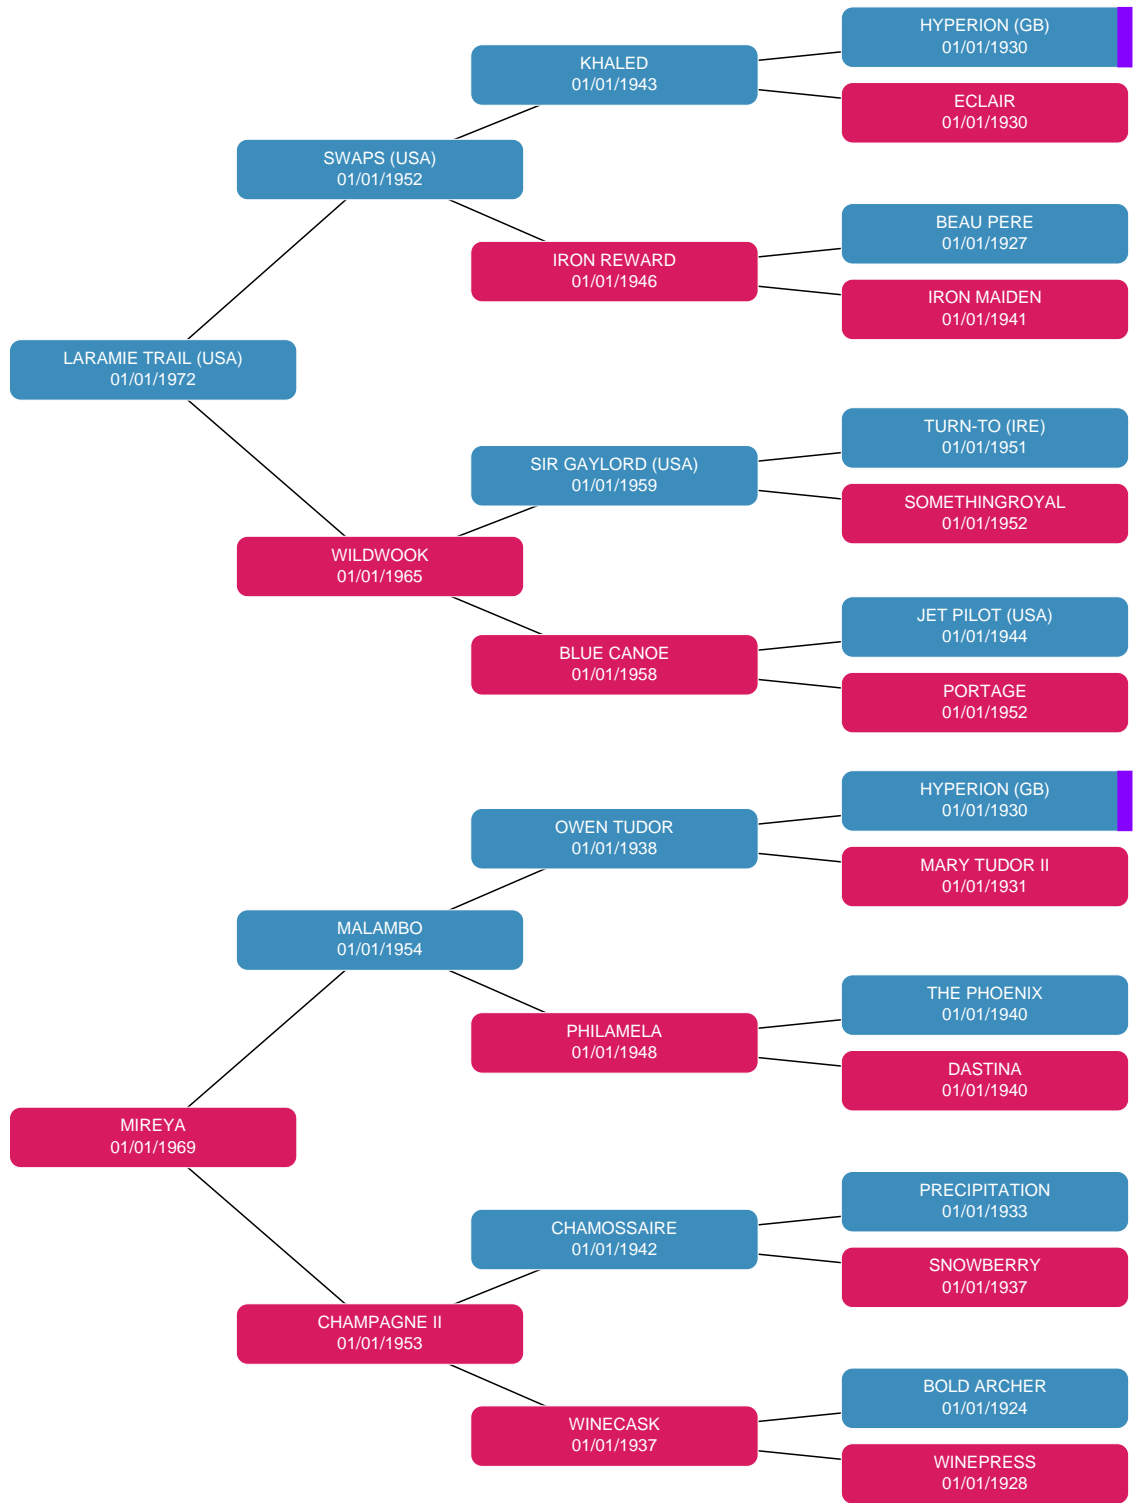 HYPERION (GB)
01/01/1930
KHALED
01/01/1943
ECLAIR
01/01/1930
SWAPS (USA)
01/01/1952
BEAU PERE
01/01/1927
IRON REWARD
01/01/1946
IRON MAIDEN
01/01/1941
LARAMIE TRAIL (USA)
01/01/1972
TURN-TO (IRE)
01/01/1951
SIR GAYLORD (USA)
01/01/1959
SOMETHINGROYAL
01/01/1952
WILDWOOK
01/01/1965
JET PILOT (USA)
01/01/1944
BLUE CANOE
01/01/1958
PORTAGE
01/01/1952
HYPERION (GB)
01/01/1930
OWEN TUDOR
01/01/1938
MARY TUDOR II
01/01/1931
MALAMBO
01/01/1954
THE PHOENIX
01/01/1940
PHILAMELA
01/01/1948
DASTINA
01/01/1940
MIREYA
01/01/1969
PRECIPITATION
01/01/1933
CHAMOSSAIRE
01/01/1942
SNOWBERRY
01/01/1937
CHAMPAGNE II
01/01/1953
BOLD ARCHER
01/01/1924
WINECASK
01/01/1937
WINEPRESS
01/01/1928